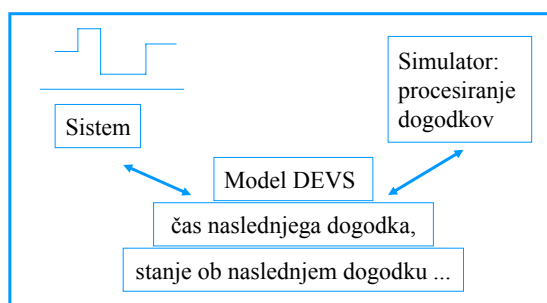 Sistem
Simulator:
procesiranje
dogodkov
Model DEVS
čas naslednjega dogodka,
stanje ob naslednjem dogodku ...